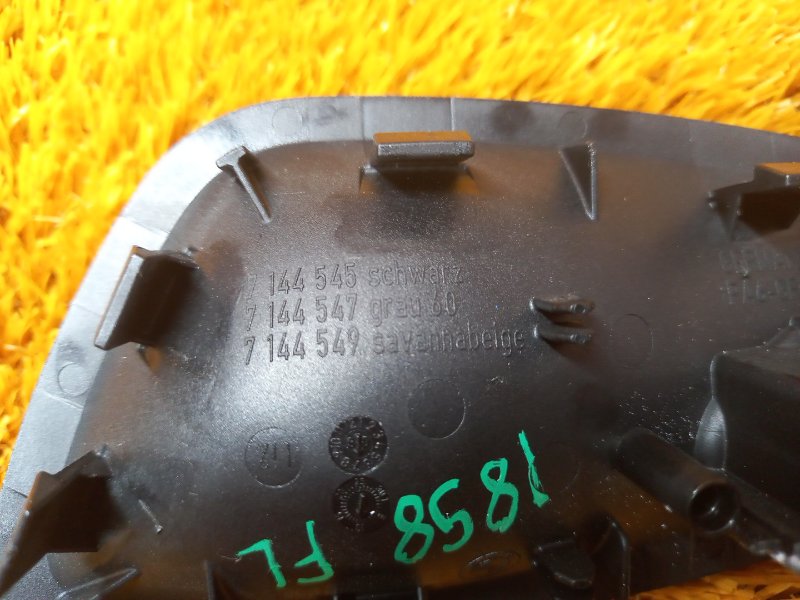 7 144 545 schwarz
7 144 547 grau 60
7 144 549 savannabeige
1858
FL